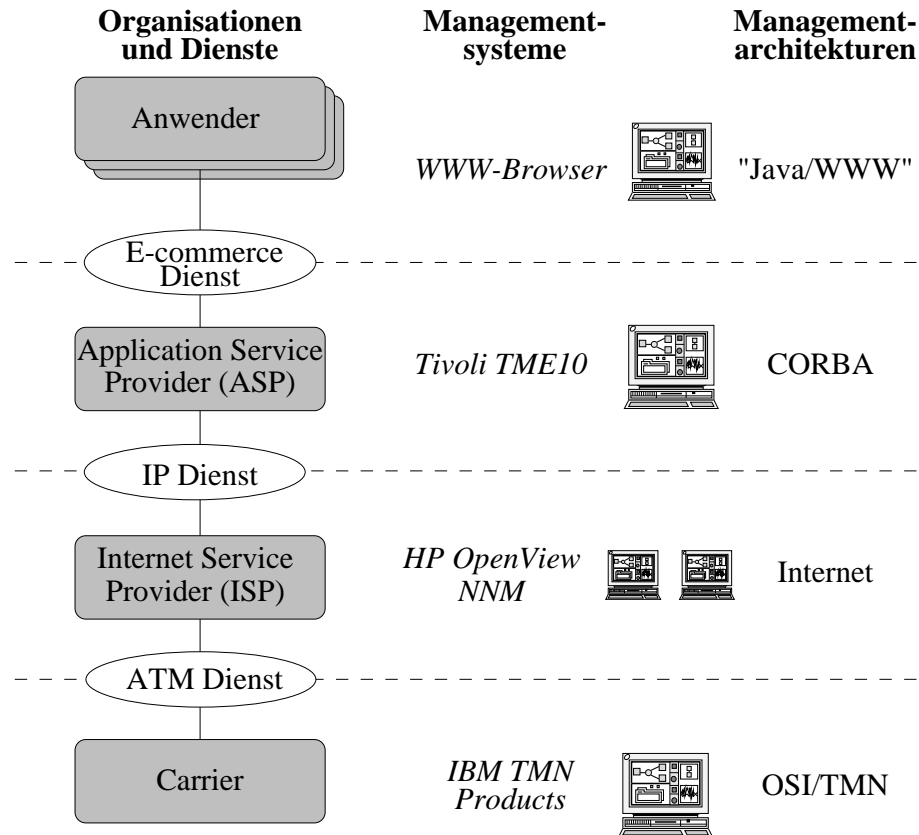 Organisationen
und Dienste
Management-
systeme
Management-
architekturen
Anwender
WWW-Browser
"Java/WWW"
E-commerce
Dienst
Application Service
Provider (ASP)
Tivoli TME10
CORBA
IP Dienst
Internet Service
Provider (ISP)
HP OpenView
NNM
Internet
ATM Dienst
Carrier
IBM TMN
Products
OSI/TMN